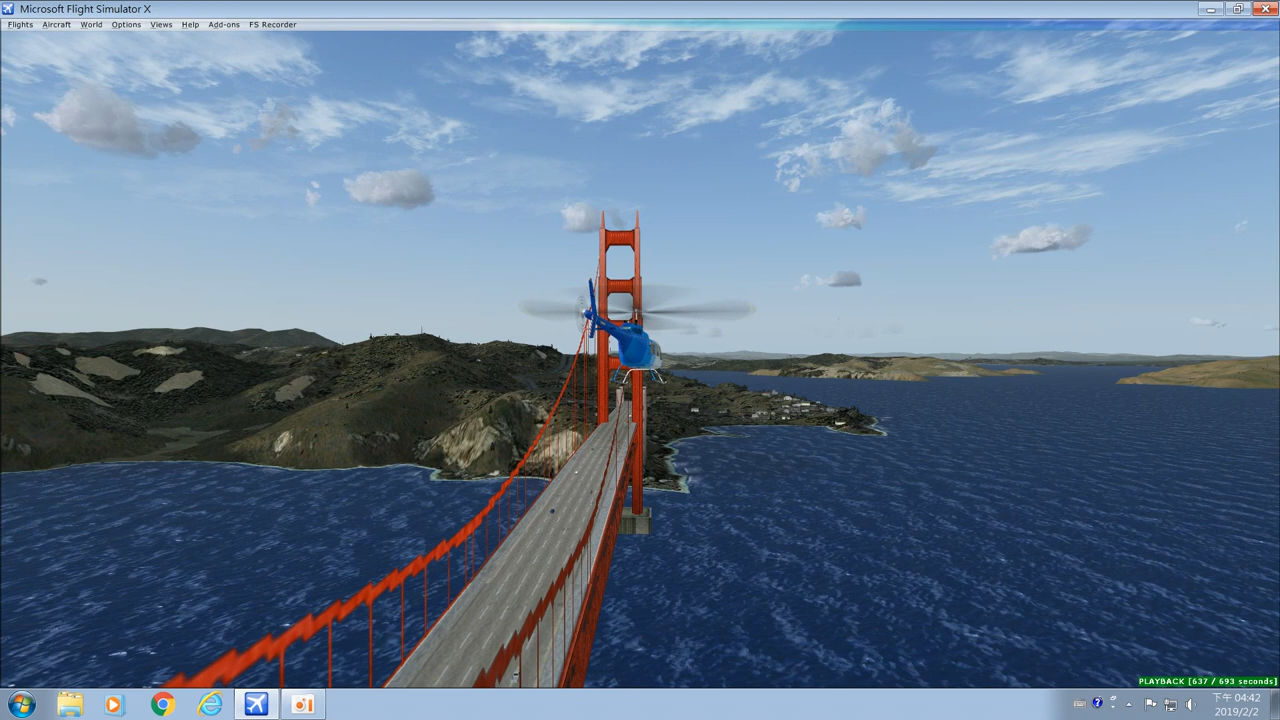 Microsoft Flight Simulator X
Flights Aircraft World Options Views Help Add-ons FS Recorder
PLAYBACK [637 / 693 seconds]
下午 04:42
2019/2/2